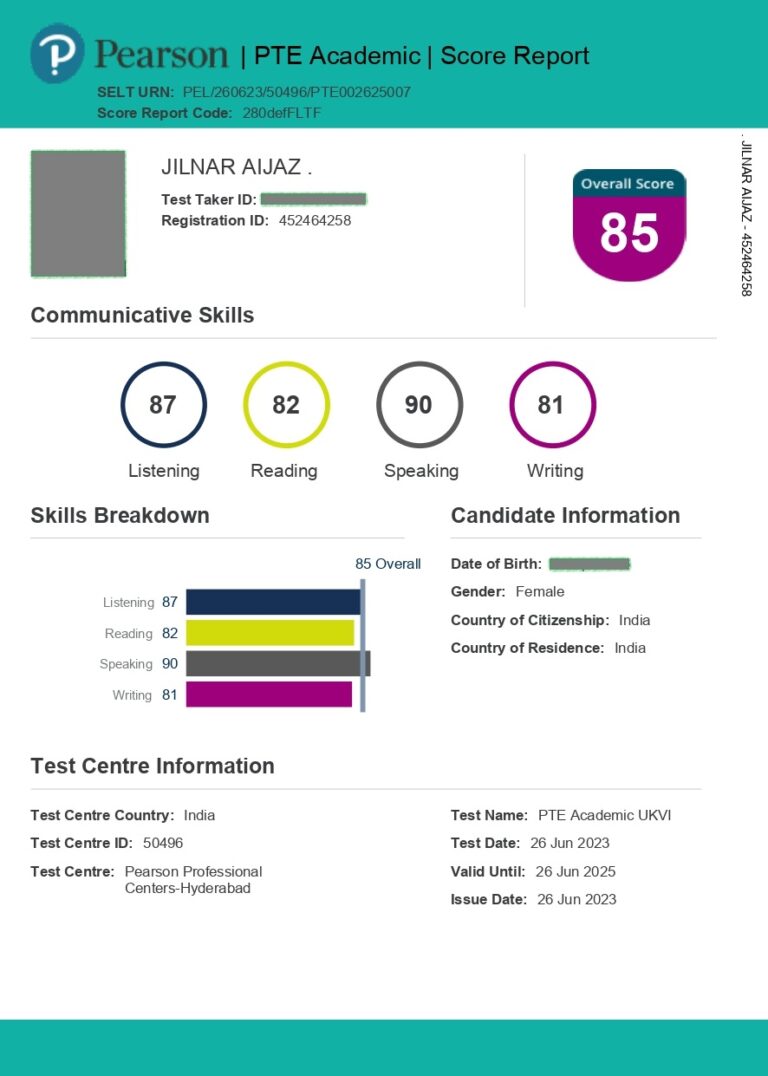 Pearson | PTE Academic | Score Report
SELT URN: PEL/260623/50496/PTE002625007
Score Report Code: 280defFLTF
. JILNAR AIJAZ - 452464258
JILNAR AIJAZ .
Test Taker ID:
Registration ID: 452464258
Overall Score
85
Communicative Skills
87
82
90
81
Listening
Reading
Speaking
Writing
Skills Breakdown
85 Overall
Listening 87
Reading 82
Speaking 90
Writing 81
Candidate Information
Date of Birth:
Gender: Female
Country of Citizenship: India
Country of Residence: India
Test Centre Information
Test Centre Country: India
Test Centre ID: 50496
Test Centre: Pearson Professional
Centers-Hyderabad
Test Name: PTE Academic UKVI
Test Date: 26 Jun 2023
Valid Until: 26 Jun 2025
Issue Date: 26 Jun 2023